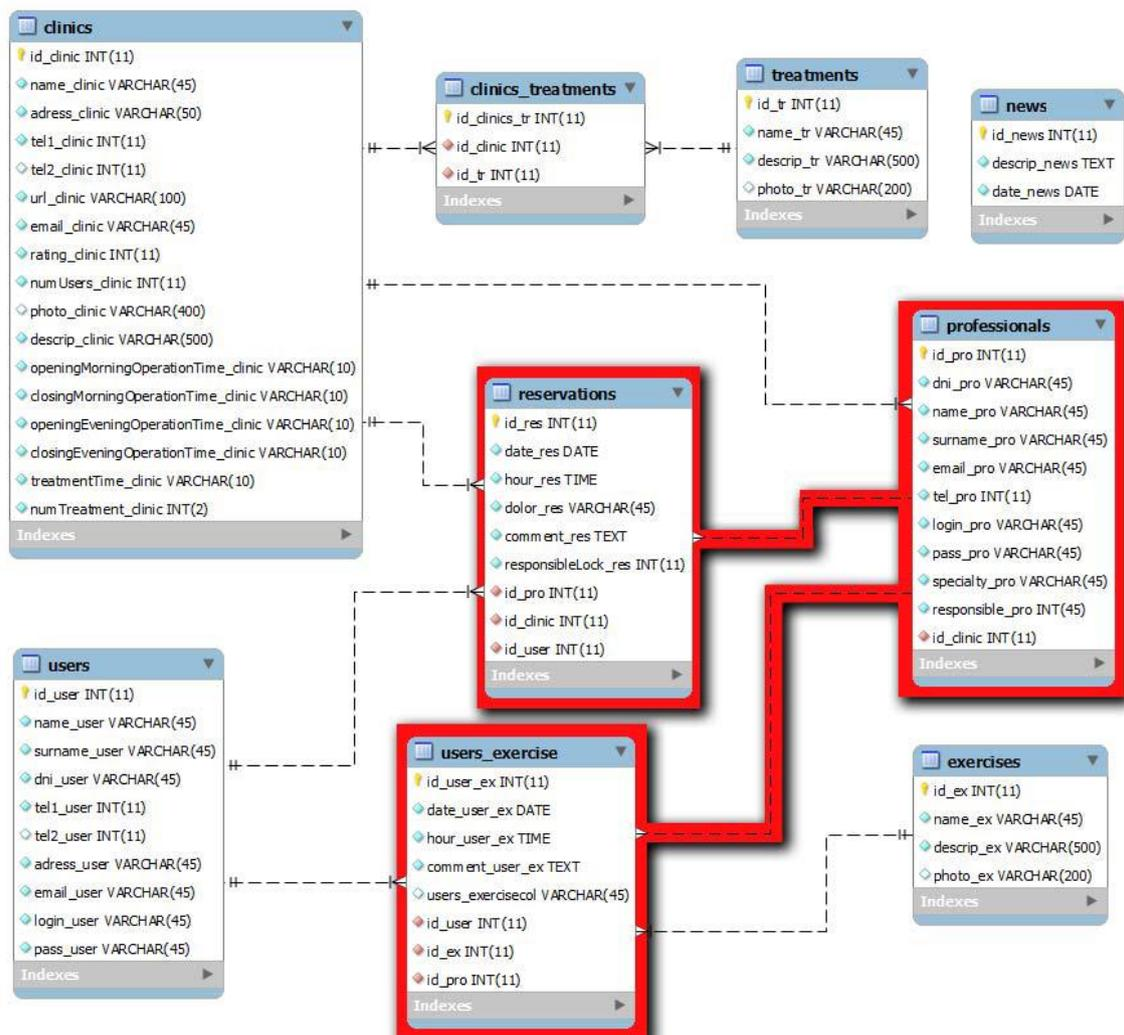 clinics
id_clinic INT(11)
name_clinic VARCHAR(45)
adress_clinic VARCHAR(50)
tel1_clinic INT(11)
tel2_clinic INT(11)
url_clinic VARCHAR(100)
email_clinic VARCHAR(45)
rating_clinic INT(11)
numUsers_clinic INT(11)
photo_clinic VARCHAR(400)
descrip_clinic VARCHAR(500)
openingMorningOperationTime_clinic VARCHAR(10)
closingMorningOperationTime_clinic VARCHAR(10)
openingEveningOperationTime_clinic VARCHAR(10)
closingEveningOperationTime_clinic VARCHAR(10)
treatmentTime_clinic VARCHAR(10)
numTreatment_clinic INT(2)
Indexes
clinics_treatments
id_clinics_tr INT(11)
id_clinic INT(11)
id_tr INT(11)
Indexes
treatments
id_tr INT(11)
name_tr VARCHAR(45)
descrip_tr VARCHAR(500)
photo_tr VARCHAR(200)
Indexes
news
id_news INT(11)
descrip_news TEXT
date_news DATE
Indexes
professionals
id_pro INT(11)
dni_pro VARCHAR(45)
name_pro VARCHAR(45)
surname_pro VARCHAR(45)
email_pro VARCHAR(45)
tel_pro INT(11)
login_pro VARCHAR(45)
pass_pro VARCHAR(45)
specialty_pro VARCHAR(45)
responsible_pro INT(45)
id_clinic INT(11)
Indexes
reservations
id_res INT(11)
date_res DATE
hour_res TIME
dolor_res VARCHAR(45)
comment_res TEXT
responsibleLock_res INT(11)
id_pro INT(11)
id_clinic INT(11)
id_user INT(11)
Indexes
users
id_user INT(11)
name_user VARCHAR(45)
surname_user VARCHAR(45)
dni_user VARCHAR(45)
tel1_user INT(11)
tel2_user INT(11)
adress_user VARCHAR(45)
email_user VARCHAR(45)
login_user VARCHAR(45)
pass_user VARCHAR(45)
Indexes
users_exercise
id_user_ex INT(11)
date_user_ex DATE
hour_user_ex TIME
comment_user_ex TEXT
users_exercisecol VARCHAR(45)
id_user INT(11)
id_ex INT(11)
id_pro INT(11)
Indexes
exercises
id_ex INT(11)
name_ex VARCHAR(45)
descrip_ex VARCHAR(500)
photo_ex VARCHAR(200)
Indexes